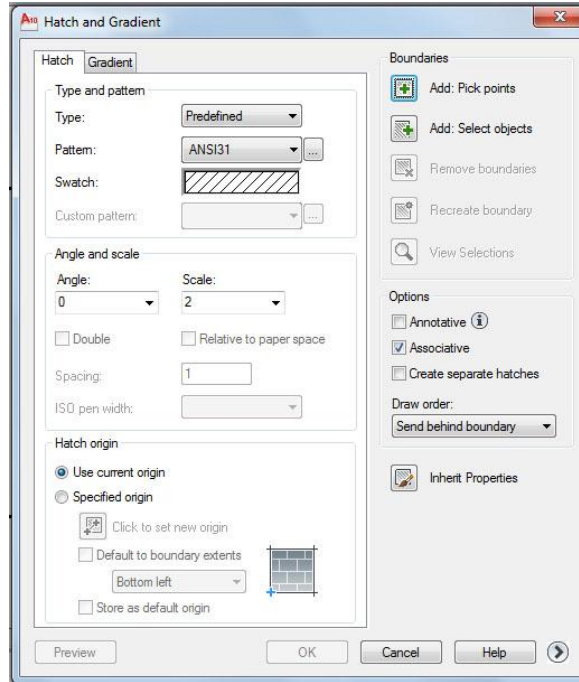 A10 Hatch and Gradient
Hatch Gradient
Type and pattern
Type: Predefined
Pattern: ANSI31 ...
Swatch:
Custom pattern: ...
Angle and scale
Angle: Scale:
0 2
Double Relative to paper space
Spacing: 1
ISO pen width:
Hatch origin
Use current origin
Specified origin
Click to set new origin
Default to boundary extents
Bottom left
Store as default origin
Boundaries
Add: Pick points
Add: Select objects
Remove boundaries
Recreate boundary
View Selections
Options
Annotative i
Associative
Create separate hatches
Draw order:
Send behind boundary
Inherit Properties
Preview OK Cancel Help